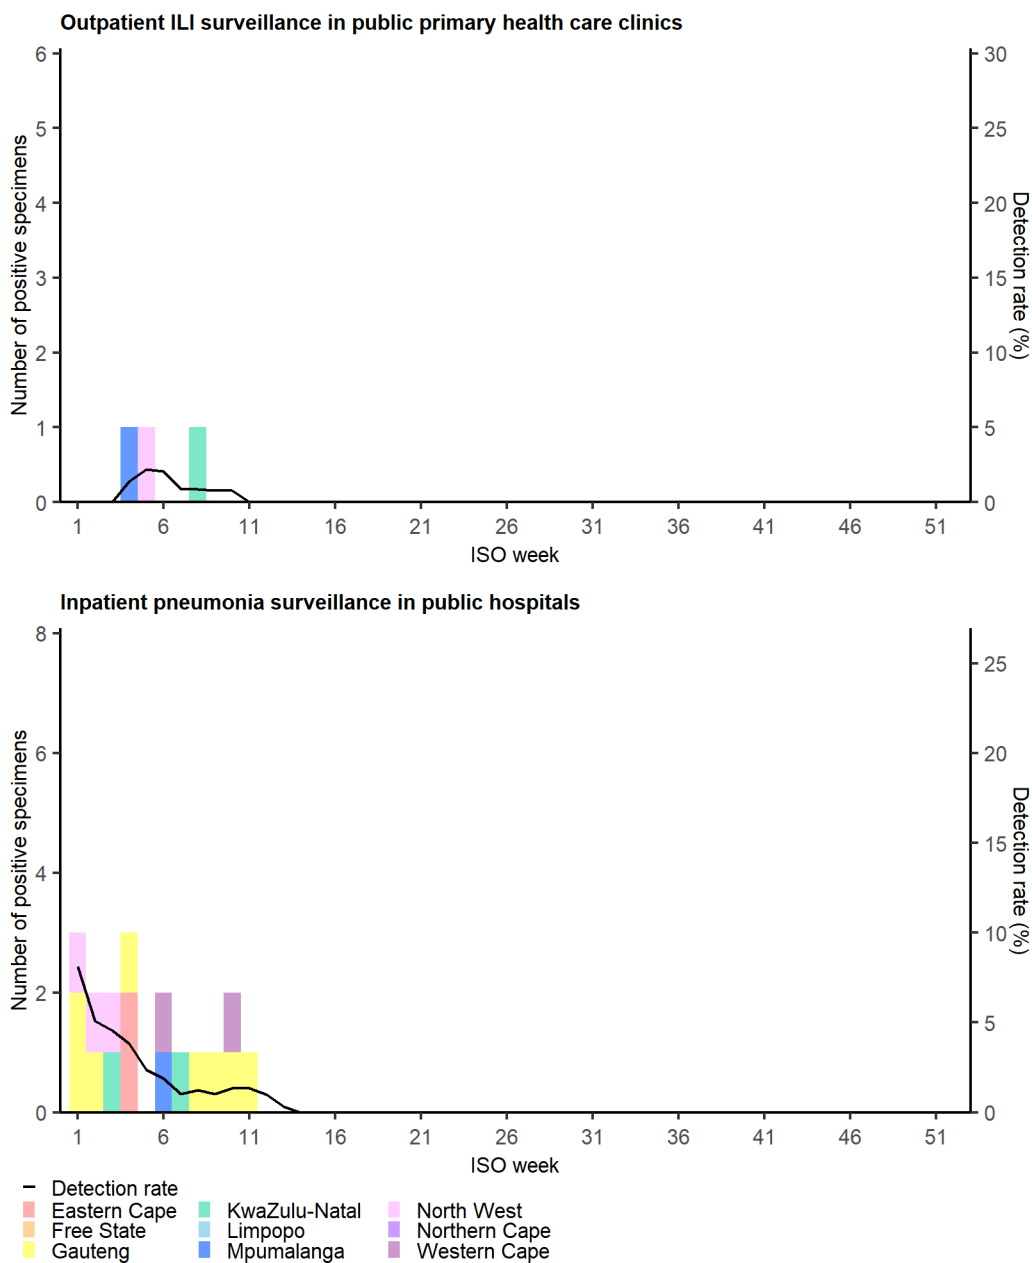 Outpatient ILI surveillance in public primary health care clinics
6
5
4
3
2
1
0
Number of positive specimens
30
25
20
15
10
5
0
Detection rate (%)
1 6 11 16 21 26 31 36 41 46 51
ISO week
Inpatient pneumonia surveillance in public hospitals
8
6
4
2
0
Number of positive specimens
25
20
15
10
5
0
Detection rate (%)
1 6 11 16 21 26 31 36 41 46 51
ISO week
Detection rate
Eastern Cape KwaZulu-Natal North West
Free State Limpopo Northern Cape
Gauteng Mpumalanga Western Cape